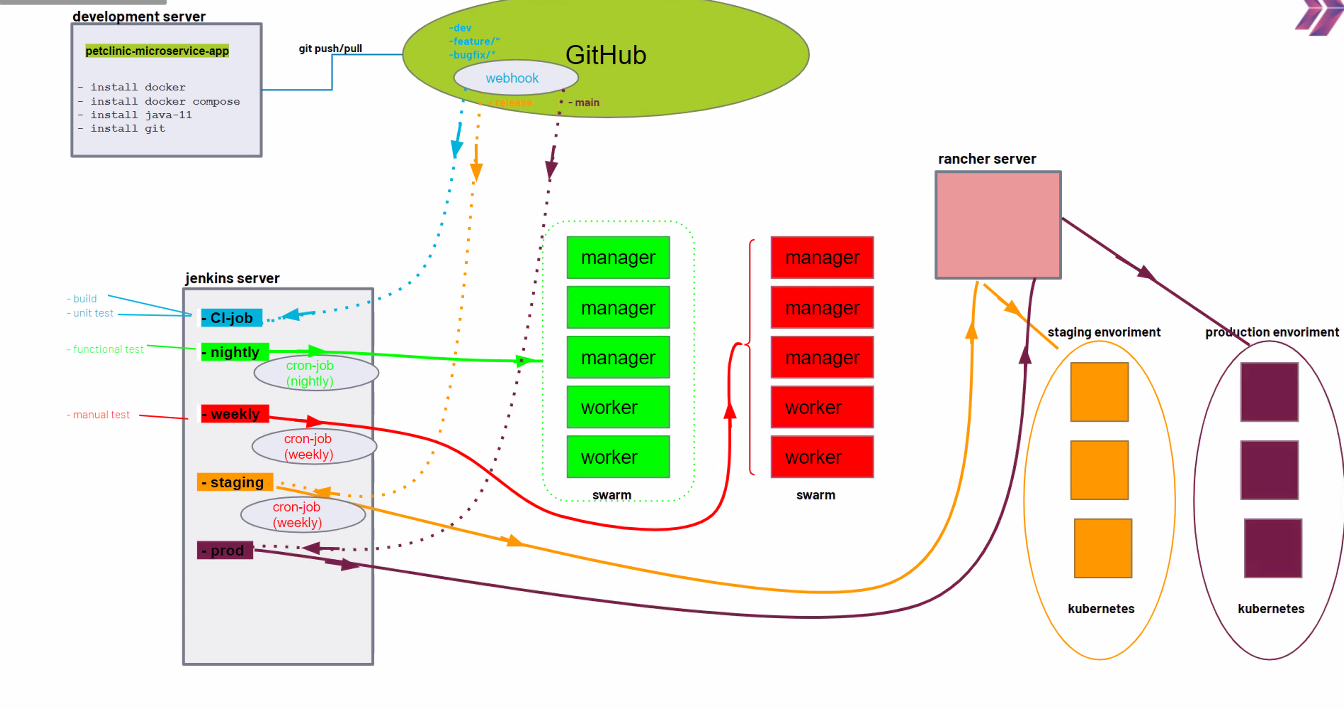 development server
petclinic-microservice-app
- install docker
- install docker compose
- install java-11
- install git
git push/pull
-dev
-feature/*
-bugfix/*
GitHub
webhook
- release
- main
rancher server
jenkins server
- build
- unit test
- CI-job
- functional test
- nightly
cron-job
(nightly)
- manual test
- weekly
cron-job
(weekly)
- staging
cron-job
(weekly)
- prod
manager
manager
manager
worker
worker
swarm
manager
manager
manager
worker
worker
swarm
staging envoriment
kubernetes
production envoriment
kubernetes